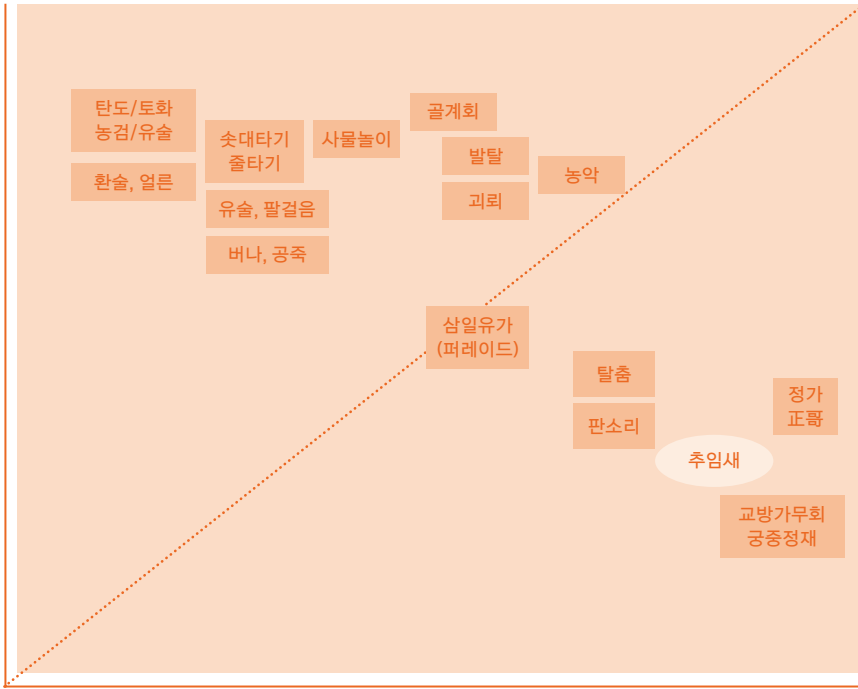 탄도/토화
농검/유술
환술, 얼른
솟대타기
줄타기
유술, 팔걸음
버나, 공죽
사물놀이
골계희
발탈
괴뢰
농악
삼일유가
(퍼레이드)
탈춤
판소리
추임새
정가
正哥
교방가무희
궁중정재